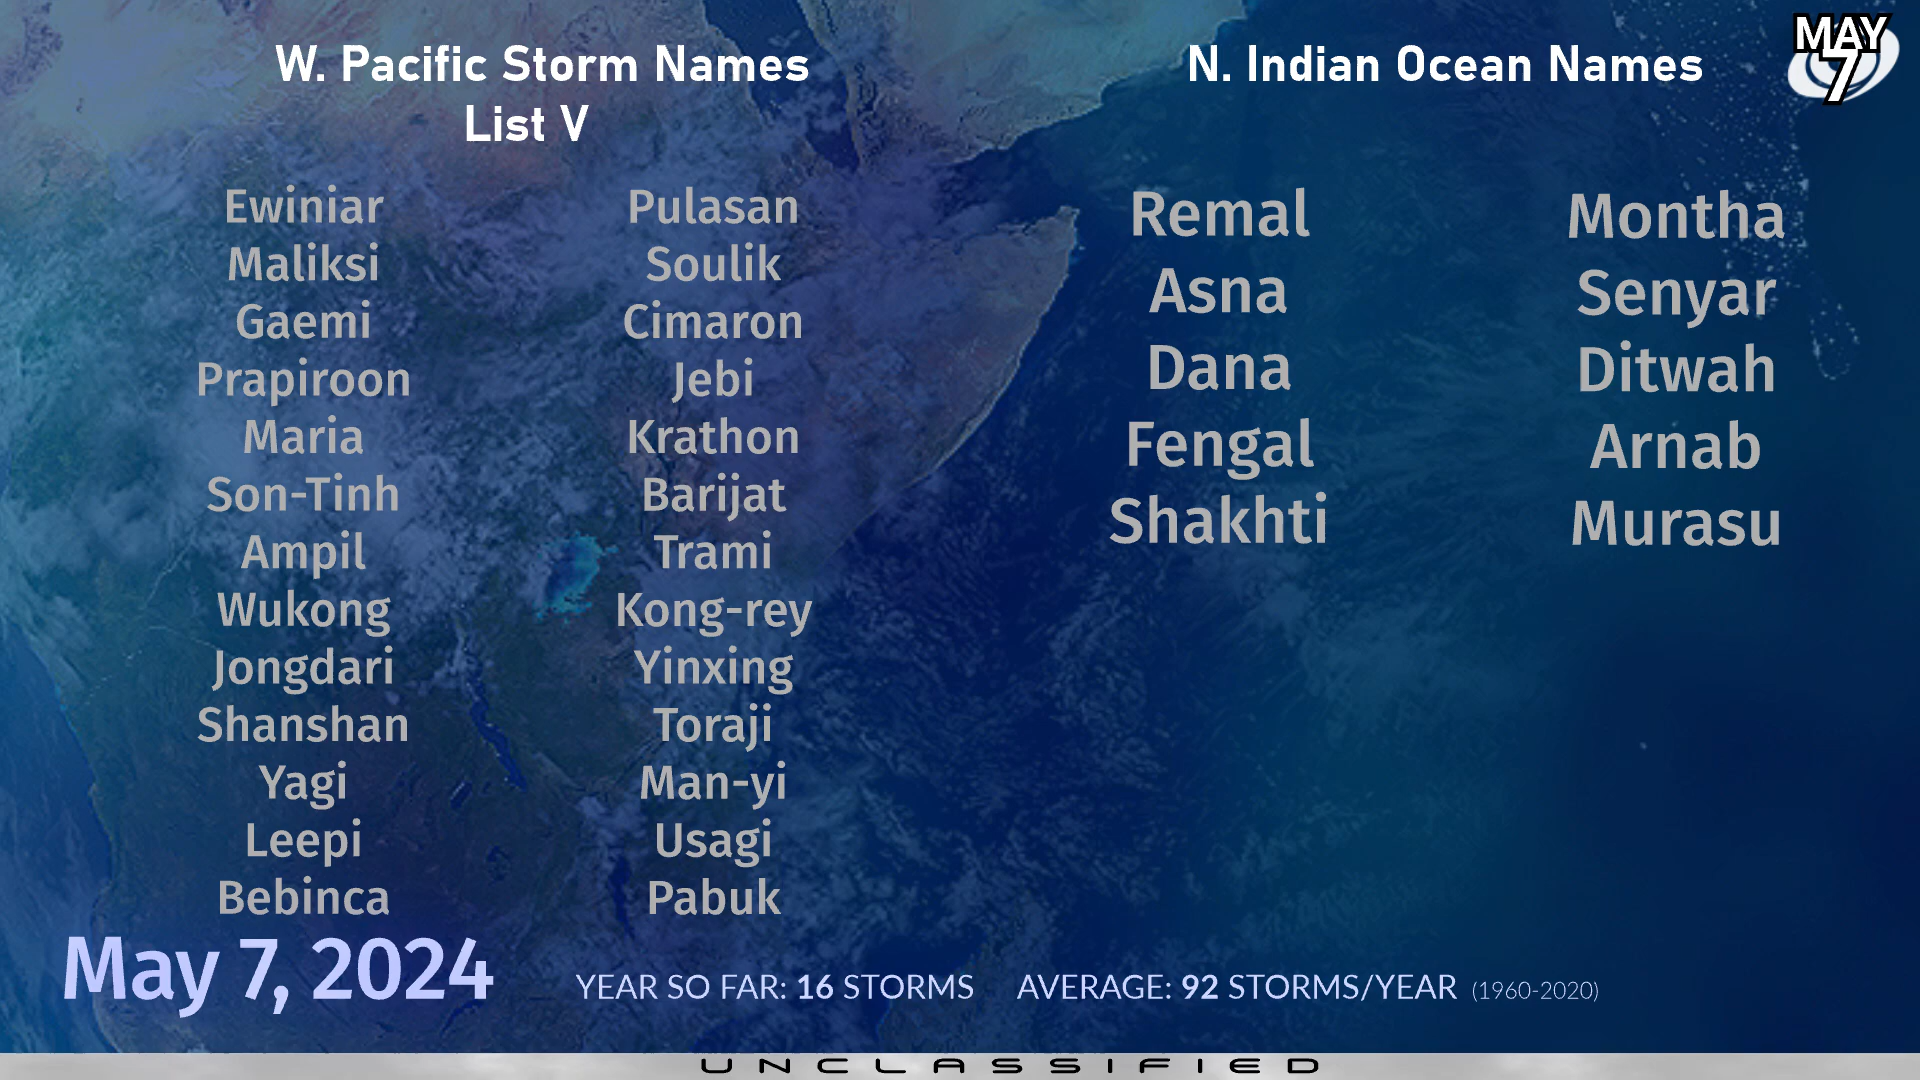 W. Pacific Storm Names
List V
Ewiniar
Maliksi
Gaemi
Prapiroon
Maria
Son-Tinh
Ampil
Wukong
Jongdari
Shanshan
Yagi
Leepi
Bebinca
Pulasan
Soulik
Cimaron
Jebi
Krathon
Barijat
Trami
Kong-rey
Yinxing
Toraji
Man-yi
Usagi
Pabuk
N. Indian Ocean Names
Remal
Asna
Dana
Fengal
Shakhti
Montha
Senyar
Ditwah
Arnab
Murasu
MAY
7
May 7, 2024
YEAR SO FAR: 16 STORMS AVERAGE: 92 STORMS/YEAR (1960-2020)
UNCLASSIFIED